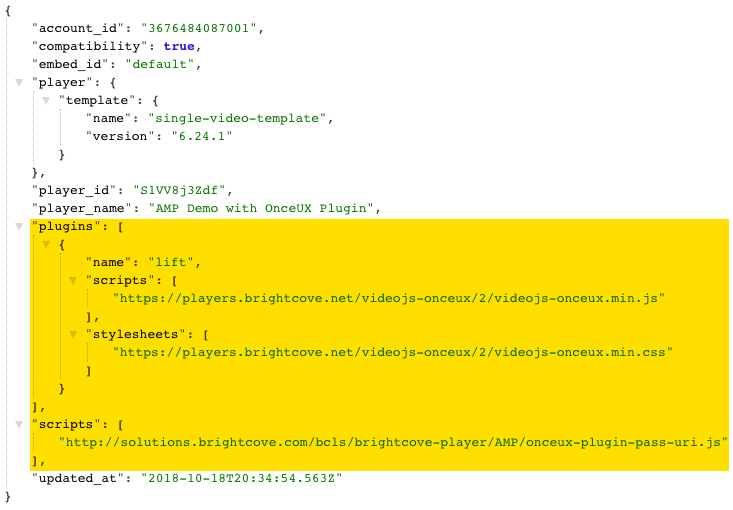 {
"account_id": "3676484087001",
"compatibility": true,
"embed_id": "default",
"player": {
"template": {
"name": "single-video-template",
"version": "6.24.1"
}
},
"player_id": "S1VV8j3Zdf",
"player_name": "AMP Demo with OnceUX Plugin",
"plugins": [
{
"name": "lift",
"scripts": [
"https://players.brightcove.net/videojs-onceux/2/videojs-onceux.min.js"
],
"stylesheets": [
"https://players.brightcove.net/videojs-onceux/2/videojs-onceux.min.css"
]
}
],
"scripts": [
"http://solutions.brightcove.com/bcls/brightcove-player/AMP/onceux-plugin-pass-uri.js"
],
"updated_at": "2018-10-18T20:34:54.563Z"
}